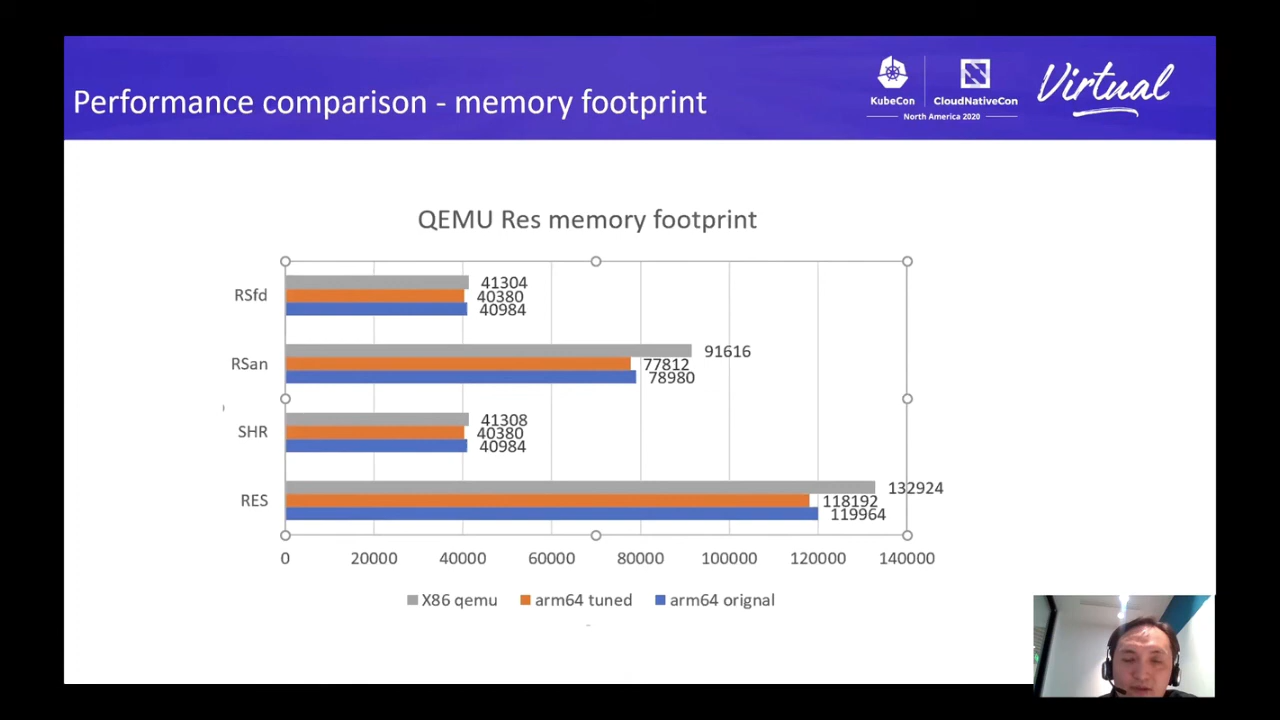 Performance comparison - memory footprint
KubeCon
CloudNativeCon
North America 2020
Virtual
QEMU Res memory footprint
RSfd
41304
40380
40984
RSan
91616
77812
78980
SHR
41308
40380
40984
RES
132924
118192
119964
0 20000 40000 60000 80000 100000 120000 140000
X86 qemu arm64 tuned arm64 orignal